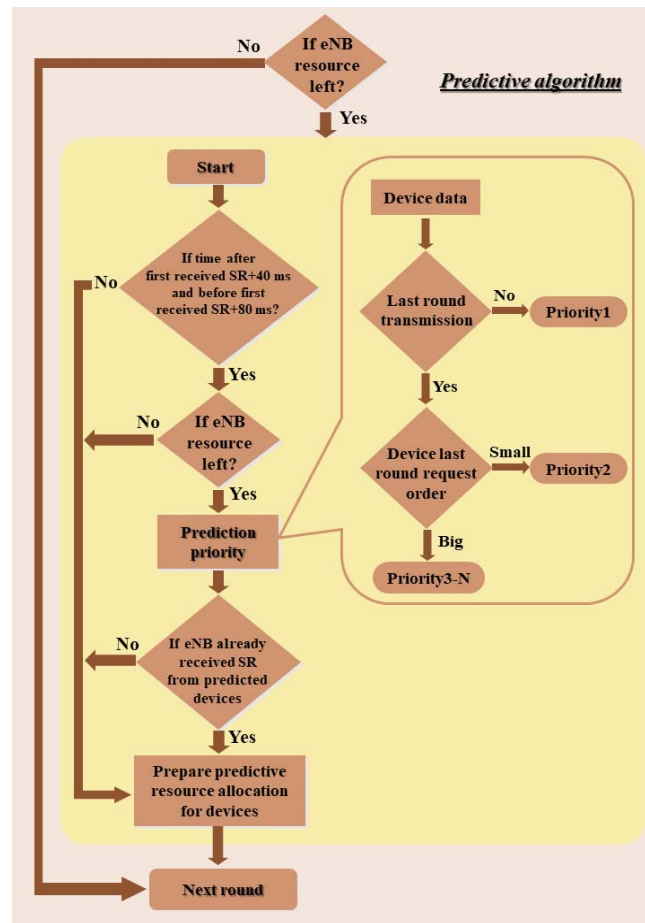 No
If eNB
resource
left?
Predictive algorithm
Yes
Start
If time after
first received SR+40 ms
and before first
received SR+80 ms?
No
Yes
If eNB
resource
left?
No
Yes
Prediction
priority
If eNB already
received SR
from predicted
devices
No
Yes
Prepare predictive
resource allocation
for devices
Next round
Device data
Last round
transmission
No
Priority1
Yes
Device last
round request
order
Small
Priority2
Big
Priority3-N